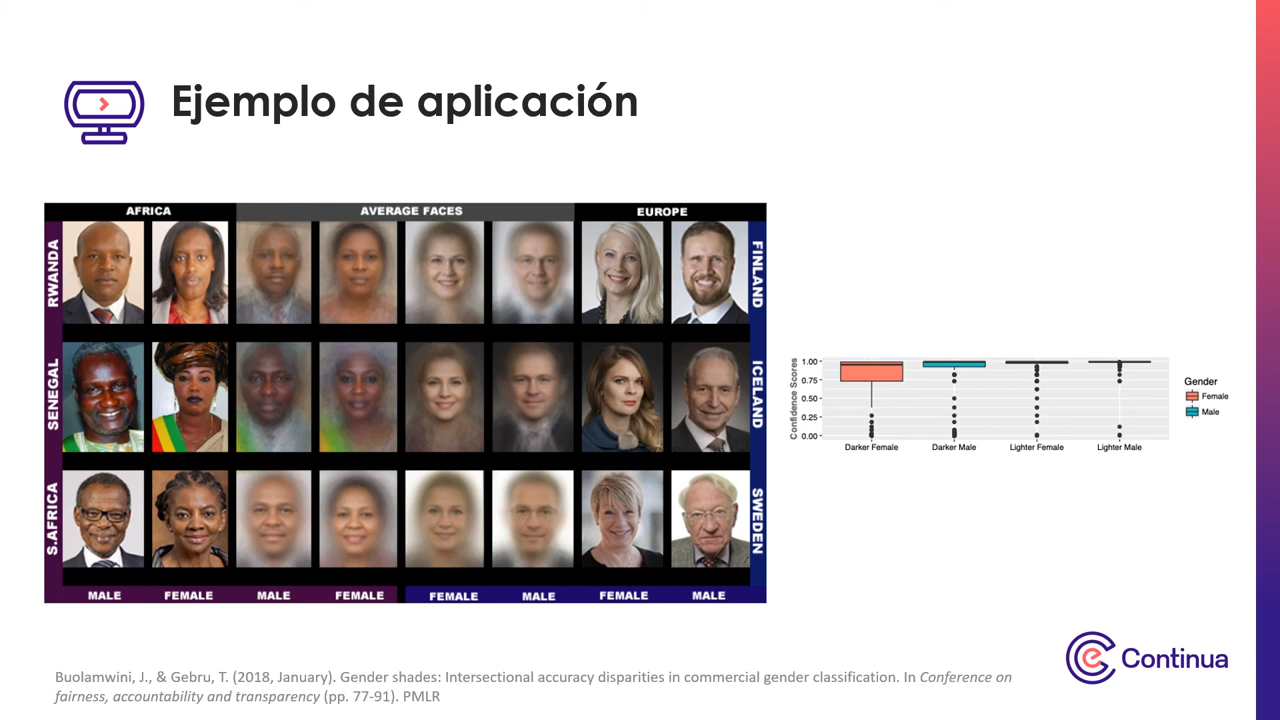 Ejemplo de aplicación
AFRICA
AVERAGE FACES
EUROPE
RWANDA
FINLAND
SENEGAL
ICELAND
S.AFRICA
SWEDEN
MALE FEMALE MALE FEMALE FEMALE MALE FEMALE MALE
Confidence Scores
1.00
0.75
0.50
0.25
0.00
Darker Female Darker Male Lighter Female Lighter Male
Gender
Female
Male
Buolamwini, J., & Gebru, T. (2018, January). Gender shades: Intersectional accuracy disparities in commercial gender classification. In Conference on
fairness, accountability and transparency (pp. 77-91). PMLR
Continua